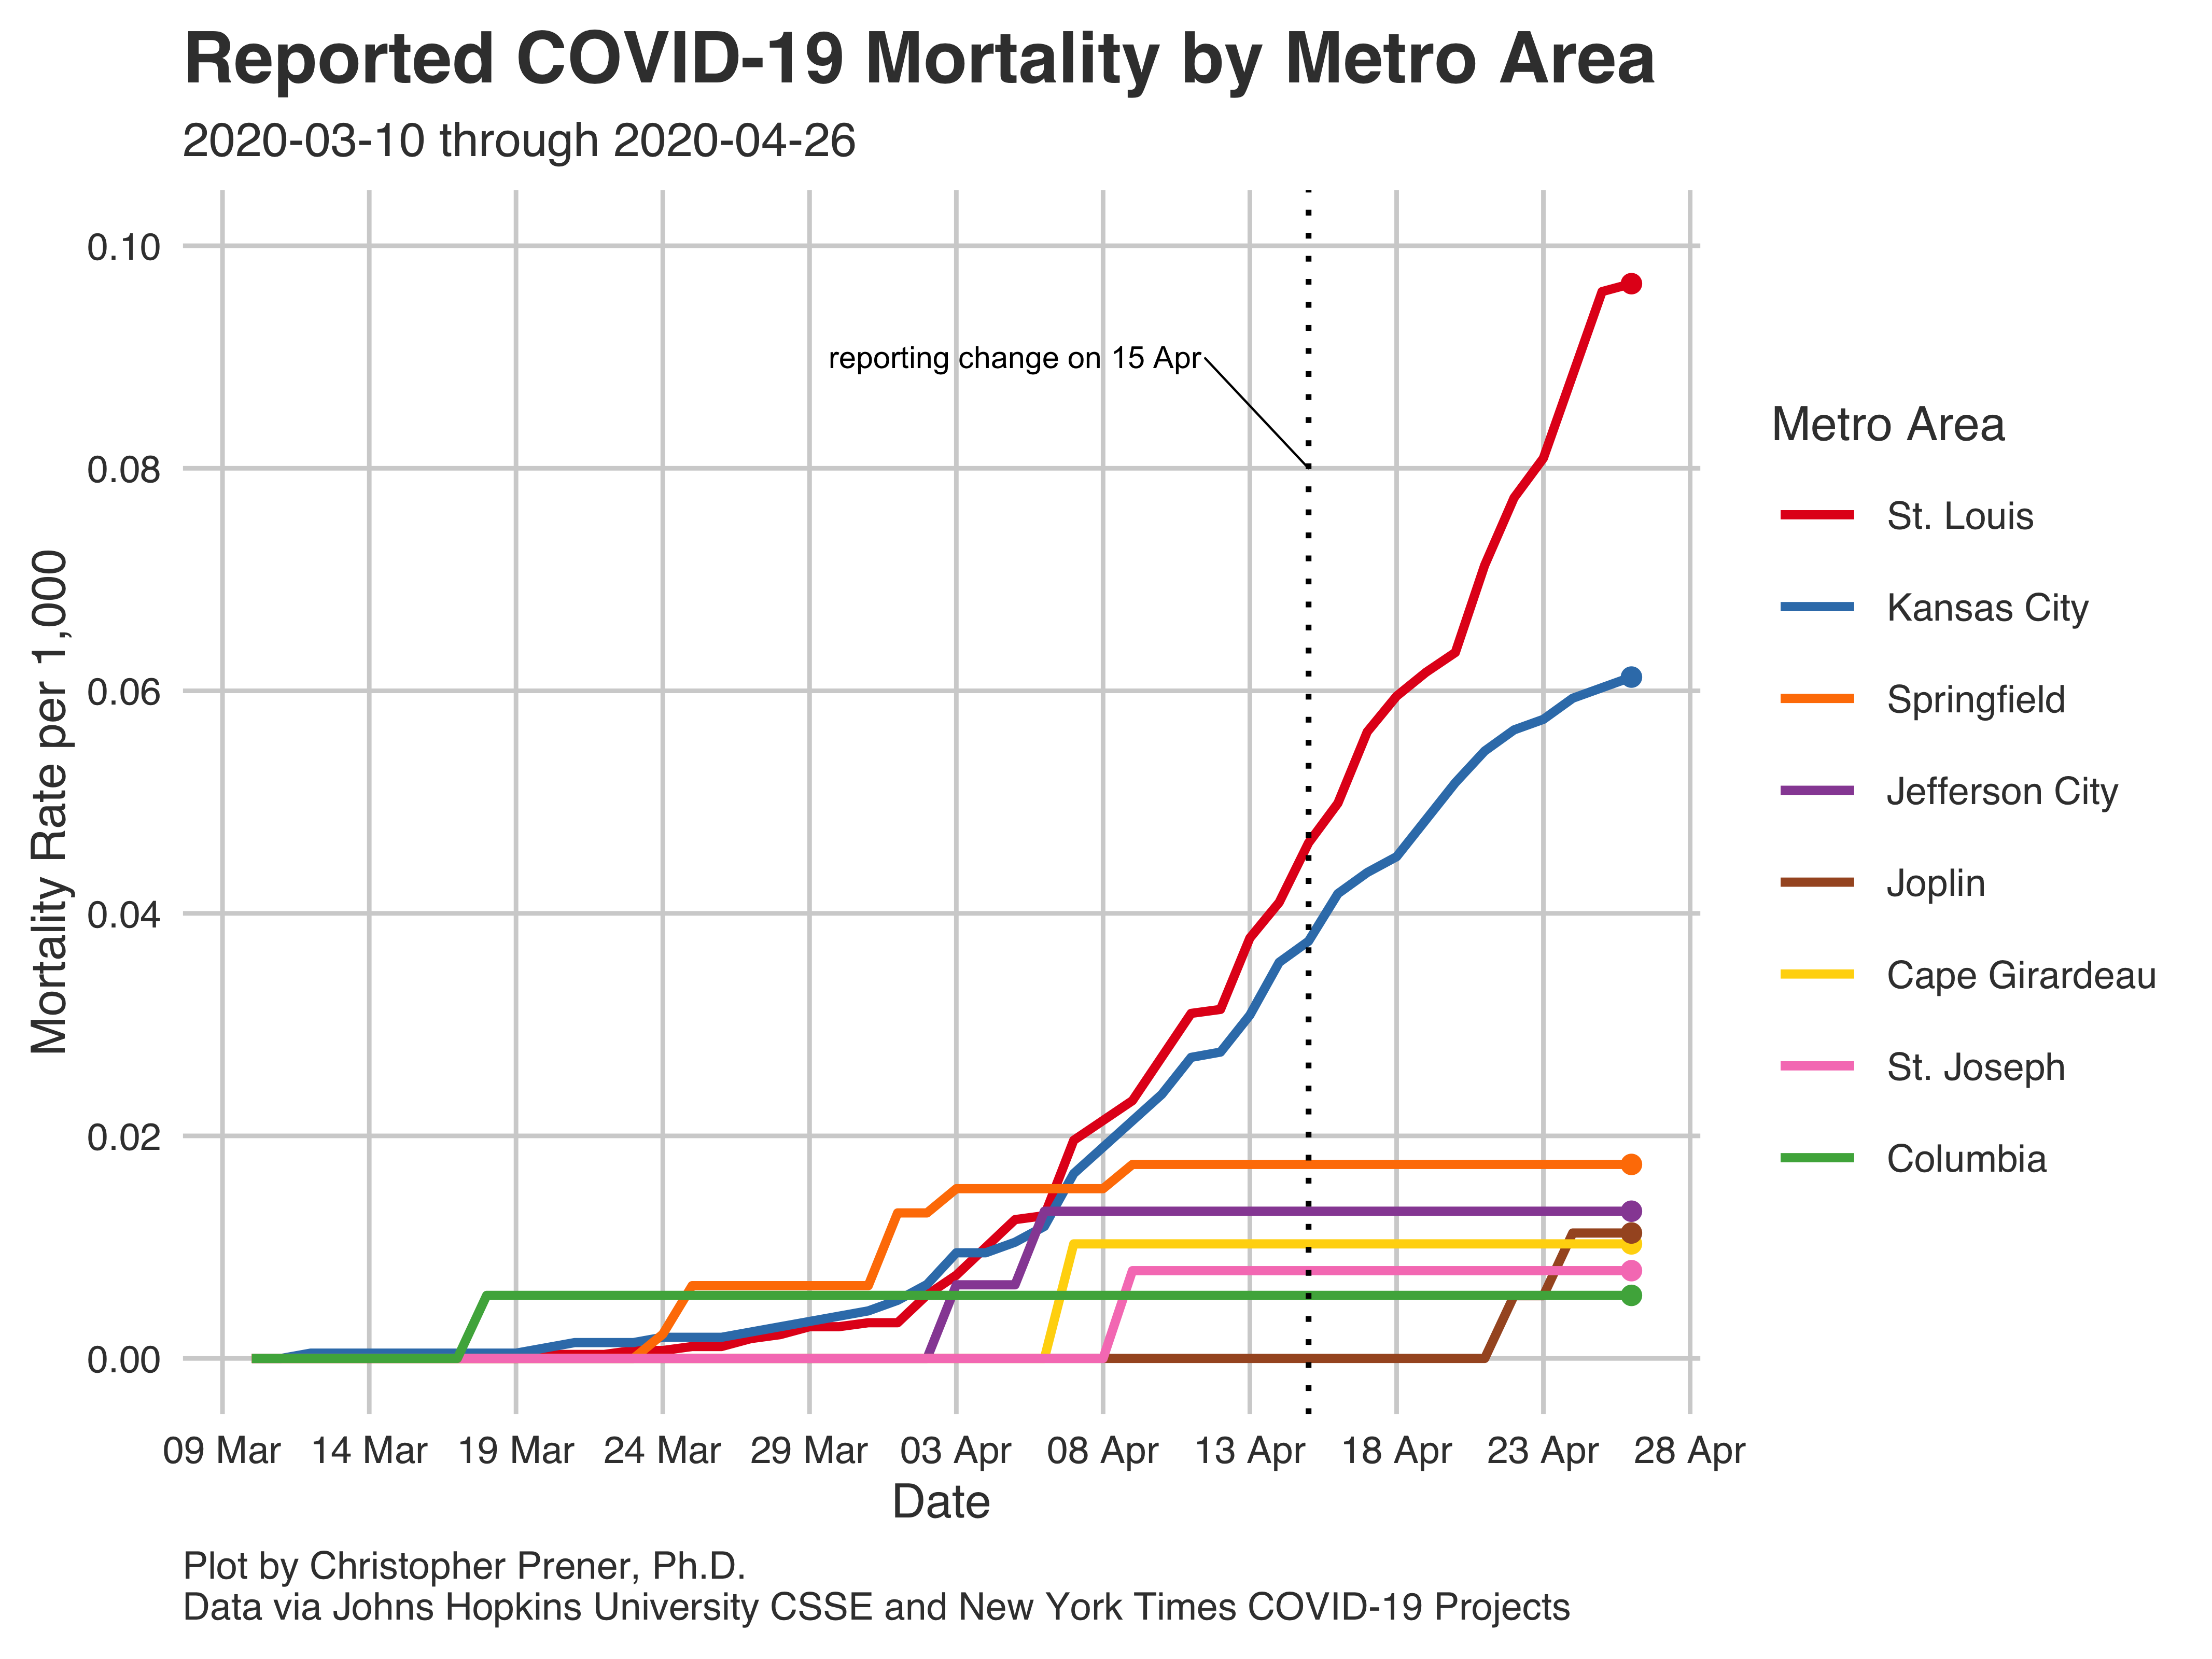 Reported COVID-19 Mortality by Metro Area
2020-03-10 through 2020-04-26
Mortality Rate per 1,000
0.10
0.08
0.06
0.04
0.02
0.00
reporting change on 15 Apr
09 Mar 14 Mar 19 Mar 24 Mar 29 Mar 03 Apr 08 Apr 13 Apr 18 Apr 23 Apr 28 Apr
Date
Metro Area
St. Louis
Kansas City
Springfield
Jefferson City
Joplin
Cape Girardeau
St. Joseph
Columbia
Plot by Christopher Prener, Ph.D.
Data via Johns Hopkins University CSSE and New York Times COVID-19 Projects